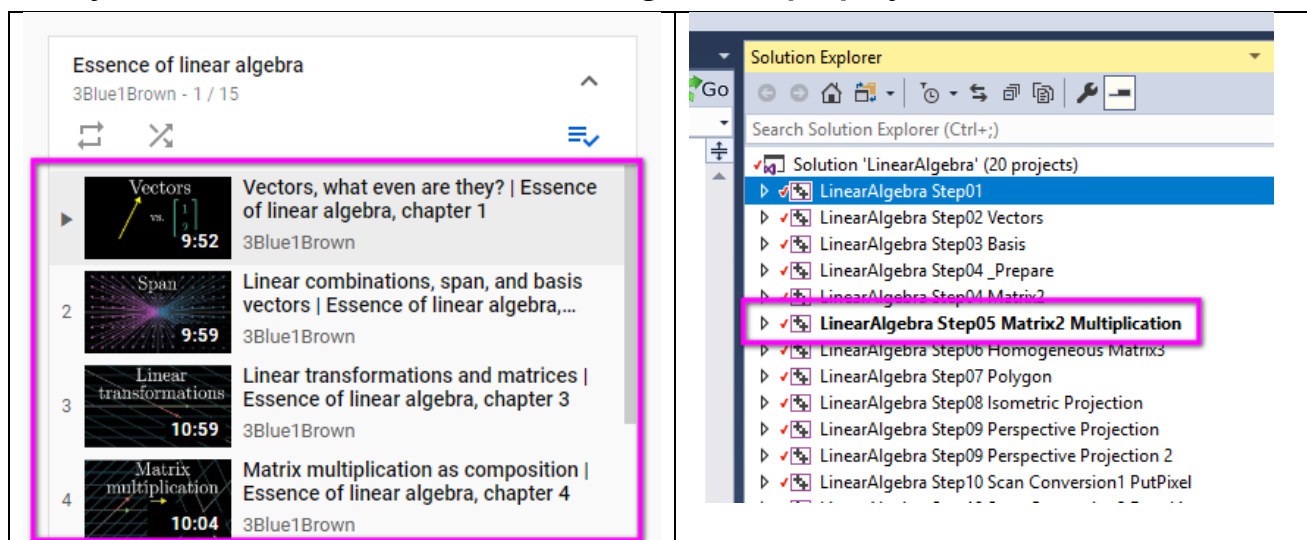 Essence of linear algebra
3Blue1Brown - 1 / 15
Vectors
vs.
1
2
9:52
Vectors, what even are they? | Essence
of linear algebra, chapter 1
3Blue1Brown
2
Span
9:59
Linear combinations, span, and basis
vectors | Essence of linear algebra,...
3Blue1Brown
3
Linear
transformations
10:59
Linear transformations and matrices |
Essence of linear algebra, chapter 3
3Blue1Brown
4
Matrix
multiplication
10:04
Matrix multiplication as composition |
Essence of linear algebra, chapter 4
3Blue1Brown
Go
Solution Explorer
Search Solution Explorer (Ctrl+;)
Solution 'LinearAlgebra' (20 projects)
LinearAlgebra Step01
LinearAlgebra Step02 Vectors
LinearAlgebra Step03 Basis
LinearAlgebra Step04 _Prepare
LinearAlgebra Step04 Matrix2
LinearAlgebra Step05 Matrix2 Multiplication
LinearAlgebra Step06 Homogeneous Matrix3
LinearAlgebra Step07 Polygon
LinearAlgebra Step08 Isometric Projection
LinearAlgebra Step09 Perspective Projection
LinearAlgebra Step09 Perspective Projection 2
LinearAlgebra Step10 Scan Conversion1 PutPixel